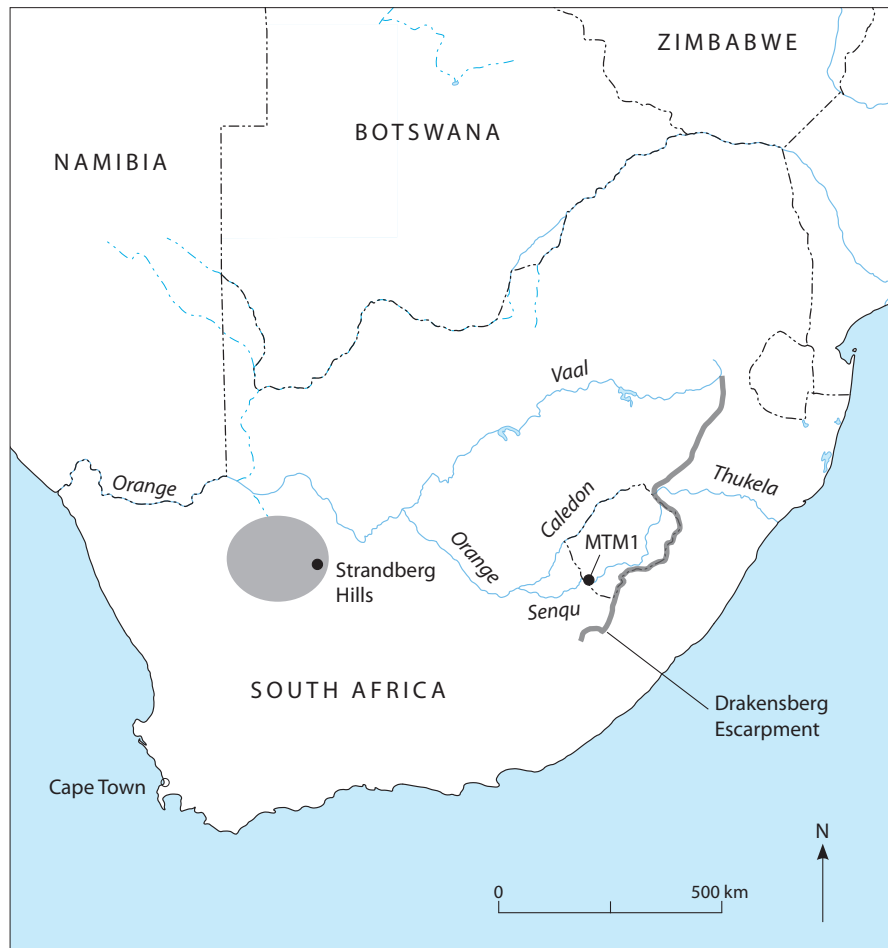 ZIMBABWE
BOTSWANA
NAMIBIA
Vaal
Orange
Thukela
Caledon
MTM1
Orange
Strandberg
Hills
Senqu
SOUTH AFRICA
Drakensberg
Escarpment
Cape Town
N
0
500 km